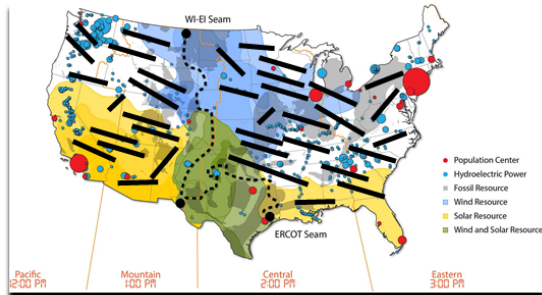 WI-EI Seam
Population Center
Hydroelectric Power
Fossil Resource
Wind Resource
Solar Resource
Wind and Solar Resource
ERCOT Seam
Pacific
12:00 PM
Mountain
1:00 PM
Central
2:00 PM
Eastern
3:00 PM